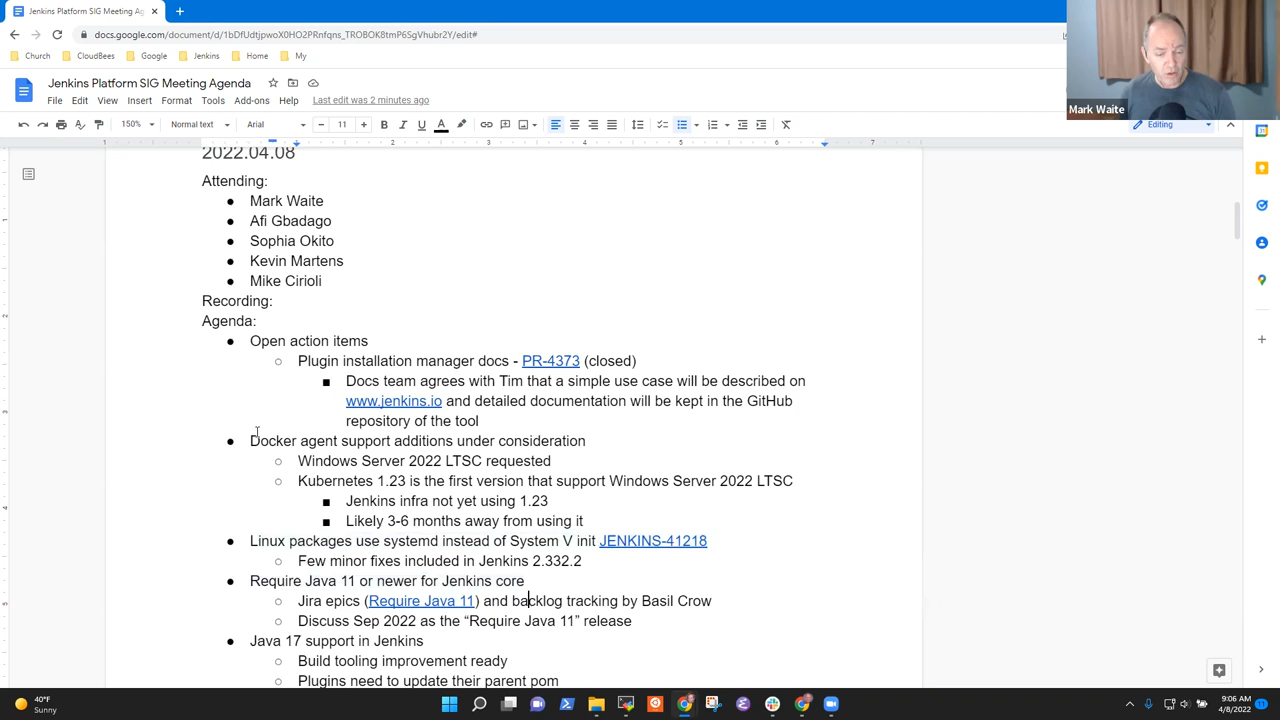 Jenkins Platform SIG Meeting Ag
docs.google.com/document/d/1bDfUdtjpwoX0HO2PRnfqns_TROBOK8tmP6SgVhubr2Y/edit#
Church
CloudBees
Google
Jenkins
Home
My
Jenkins Platform SIG Meeting Agenda
File Edit View Insert Format Tools Add-ons Help Last edit was 2 minutes ago
Mark Waite
150% Normal text Arial 11 Editing
1 2 3 4 5 6 7
2022.04.08
Attending:
● Mark Waite
● Afi Gbadago
● Sophia Okito
● Kevin Martens
● Mike Cirioli
Recording:
Agenda:
● Open action items
○ Plugin installation manager docs - PR-4373 (closed)
■ Docs team agrees with Tim that a simple use case will be described on
www.jenkins.io and detailed documentation will be kept in the GitHub
repository of the tool
● Docker agent support additions under consideration
○ Windows Server 2022 LTSC requested
○ Kubernetes 1.23 is the first version that support Windows Server 2022 LTSC
■ Jenkins infra not yet using 1.23
■ Likely 3-6 months away from using it
● Linux packages use systemd instead of System V init JENKINS-41218
○ Few minor fixes included in Jenkins 2.332.2
● Require Java 11 or newer for Jenkins core
○ Jira epics (Require Java 11) and backlog tracking by Basil Crow
○ Discuss Sep 2022 as the “Require Java 11” release
● Java 17 support in Jenkins
○ Build tooling improvement ready
○ Plugins need to update their parent pom
40°F
Sunny
9:06 AM
4/8/2022